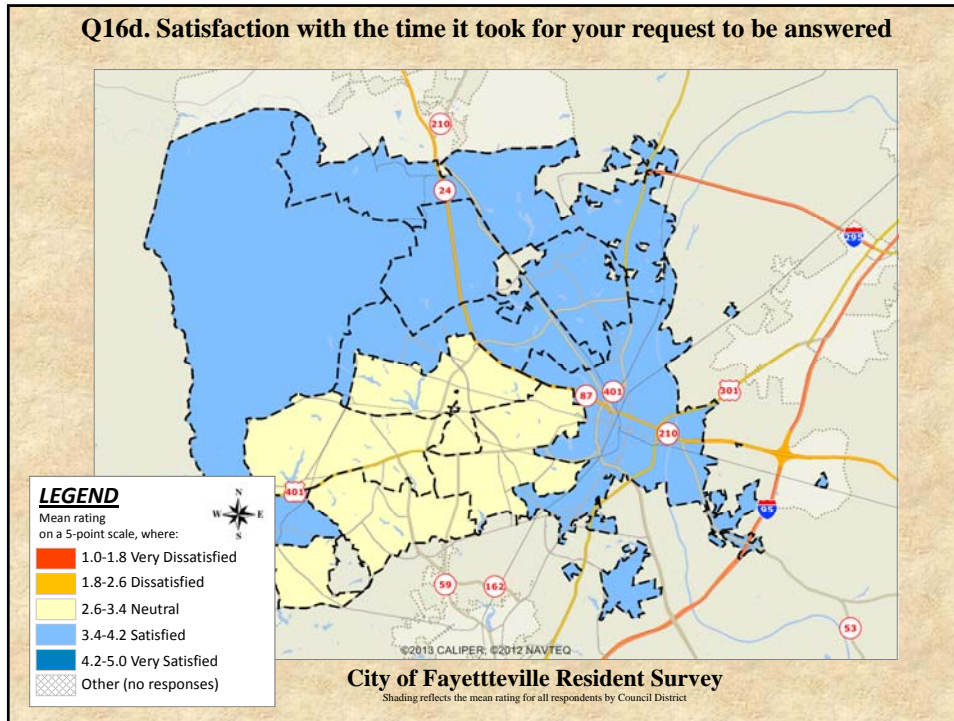 Q16d. Satisfaction with the time it took for your request to be answered
210
24
295
87
401
301
210
401
95
59
162
53
LEGEND
Mean rating
on a 5-point scale, where:
N
W E
S
1.0-1.8 Very Dissatisfied
1.8-2.6 Dissatisfied
2.6-3.4 Neutral
3.4-4.2 Satisfied
4.2-5.0 Very Satisfied
Other (no responses)
©2013 CALIPER; ©2012 NAVTEQ
City of Fayettteville Resident Survey
Shading reflects the mean rating for all respondents by Council District